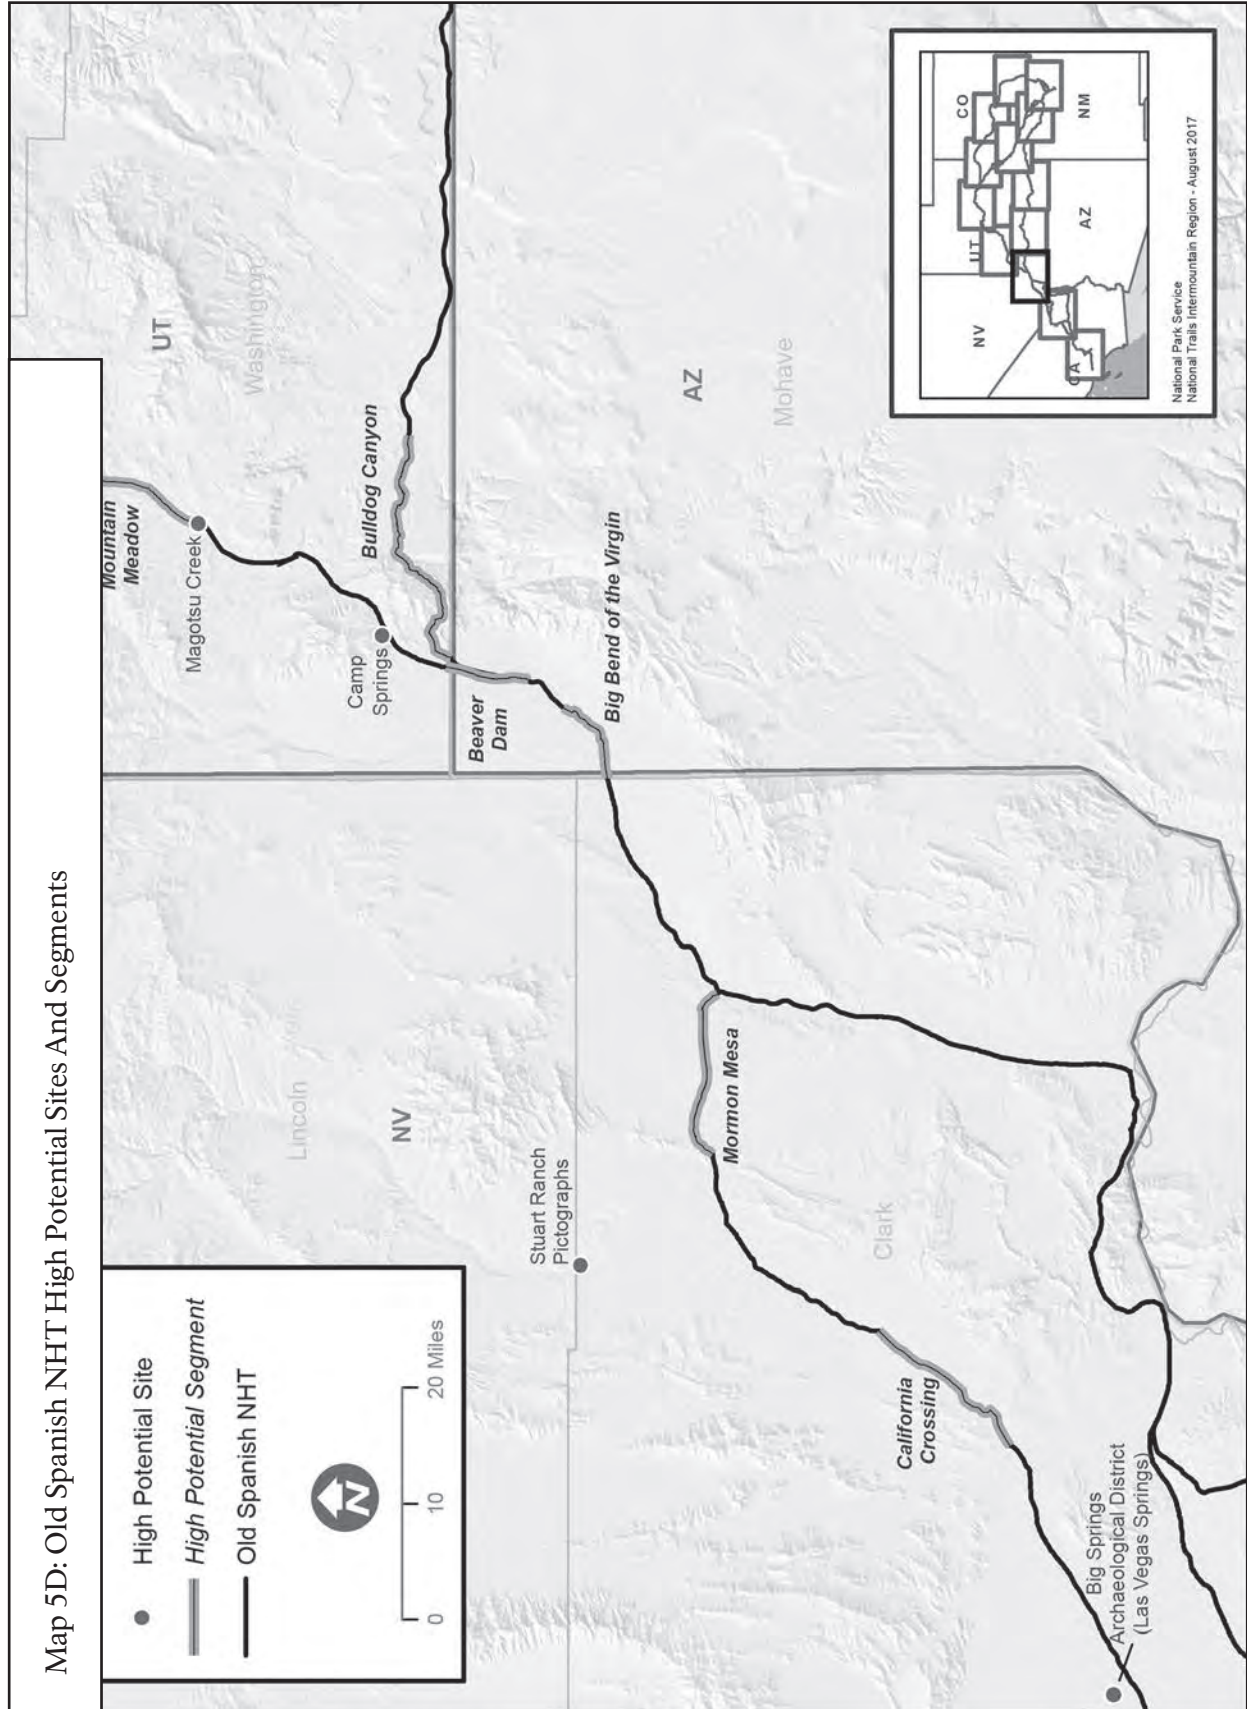 Map 5D: Old Spanish NHT High Potential Sites And Segments
High Potential Site
High Potential Segment
Old Spanish NHT
N
0
10
20 Miles
Mountain
Meadow
Magotsu Creek
UT
Washington
Camp
Springs
Bulldog Canyon
Beaver
Dam
Big Bend of the Virgin
AZ
Mohave
Lincoln
NV
Stuart Ranch
Pictographs
Mormon Mesa
Clark
California
Crossing
Big Springs
Archaeological District
(Las Vegas Springs)
NV
UT
CO
CA
AZ
NM
National Park Service
National Trails Intermountain Region - August 2017